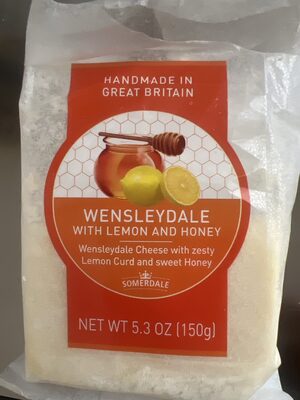 HANDMADE IN
GREAT BRITAIN
WENSLEYDALE
WITH LEMON AND HONEY
Wensleydale Cheese with zesty
Lemon Curd and sweet Honey
SOMERDALE
NET WT 5.3 OZ (150g)